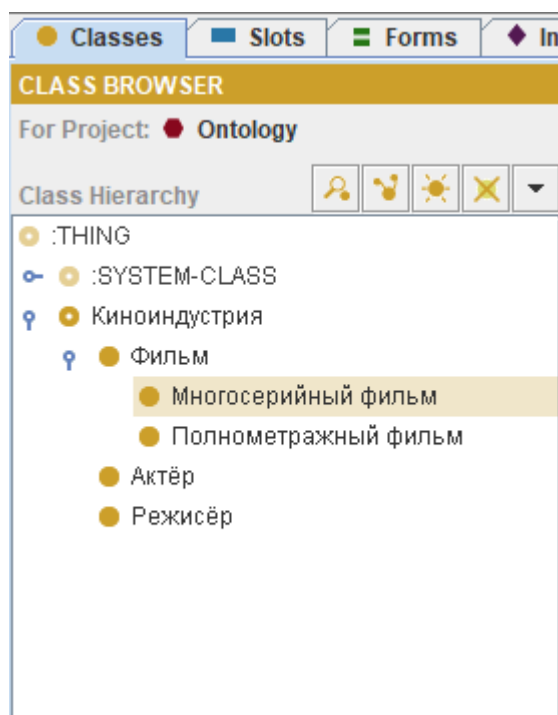 Classes Slots Forms In
CLASS BROWSER
For Project: Ontology
Class Hierarchy
:THING
:SYSTEM-CLASS
Киноиндустрия
Фильм
Многосерийный фильм
Полнометражный фильм
Актёр
Режисёр